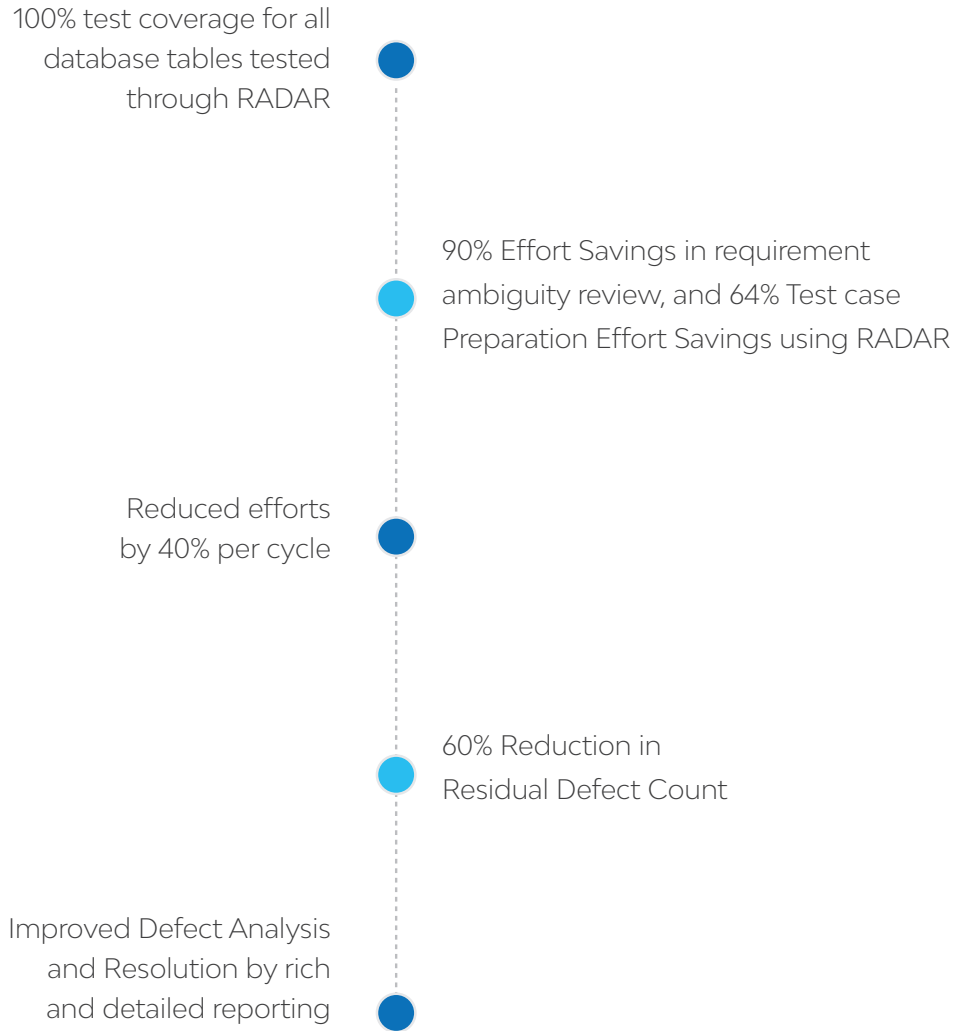 100% test coverage for all
database tables tested
through RADAR
90% Effort Savings in requirement
ambiguity review, and 64% Test case
Preparation Effort Savings using RADAR
Reduced efforts
by 40% per cycle
60% Reduction in
Residual Defect Count
Improved Defect Analysis
and Resolution by rich
and detailed reporting